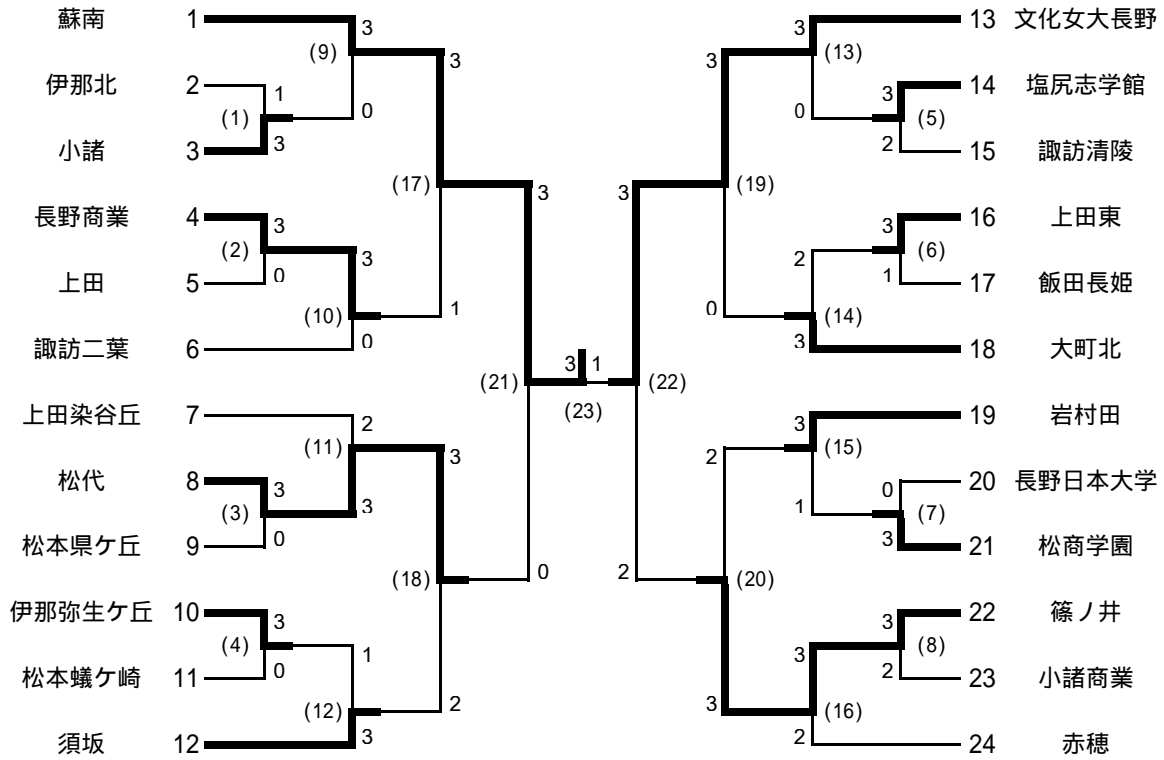 蘇南 1
伊那北 2
小諸 3
長野商業 4
上田 5
諏訪二葉 6
上田染谷丘 7
松代 8
松本県ケ丘 9
伊那弥生ケ丘 10
松本蟻ケ崎 11
須坂 12
(1) 1 3
(2) 3 0
(3) 3 0
(4) 3 0
(9) 3 0
(10) 3 0
(11) 2 3
(12) 1 3
(17) 3 1
(18) 3 2
(21) 3 0
3 1
(23)
(22) 3 2
(19) 3 0
(20) 2 3
(13) 3 0
(14) 2 3
(15) 3 1
(16) 3 2
(5) 3 2
(6) 3 1
(7) 0 3
(8) 3 2
13 文化女大長野
14 塩尻志学館
15 諏訪清陵
16 上田東
17 飯田長姫
18 大町北
19 岩村田
20 長野日本大学
21 松商学園
22 篠ノ井
23 小諸商業
24 赤穂